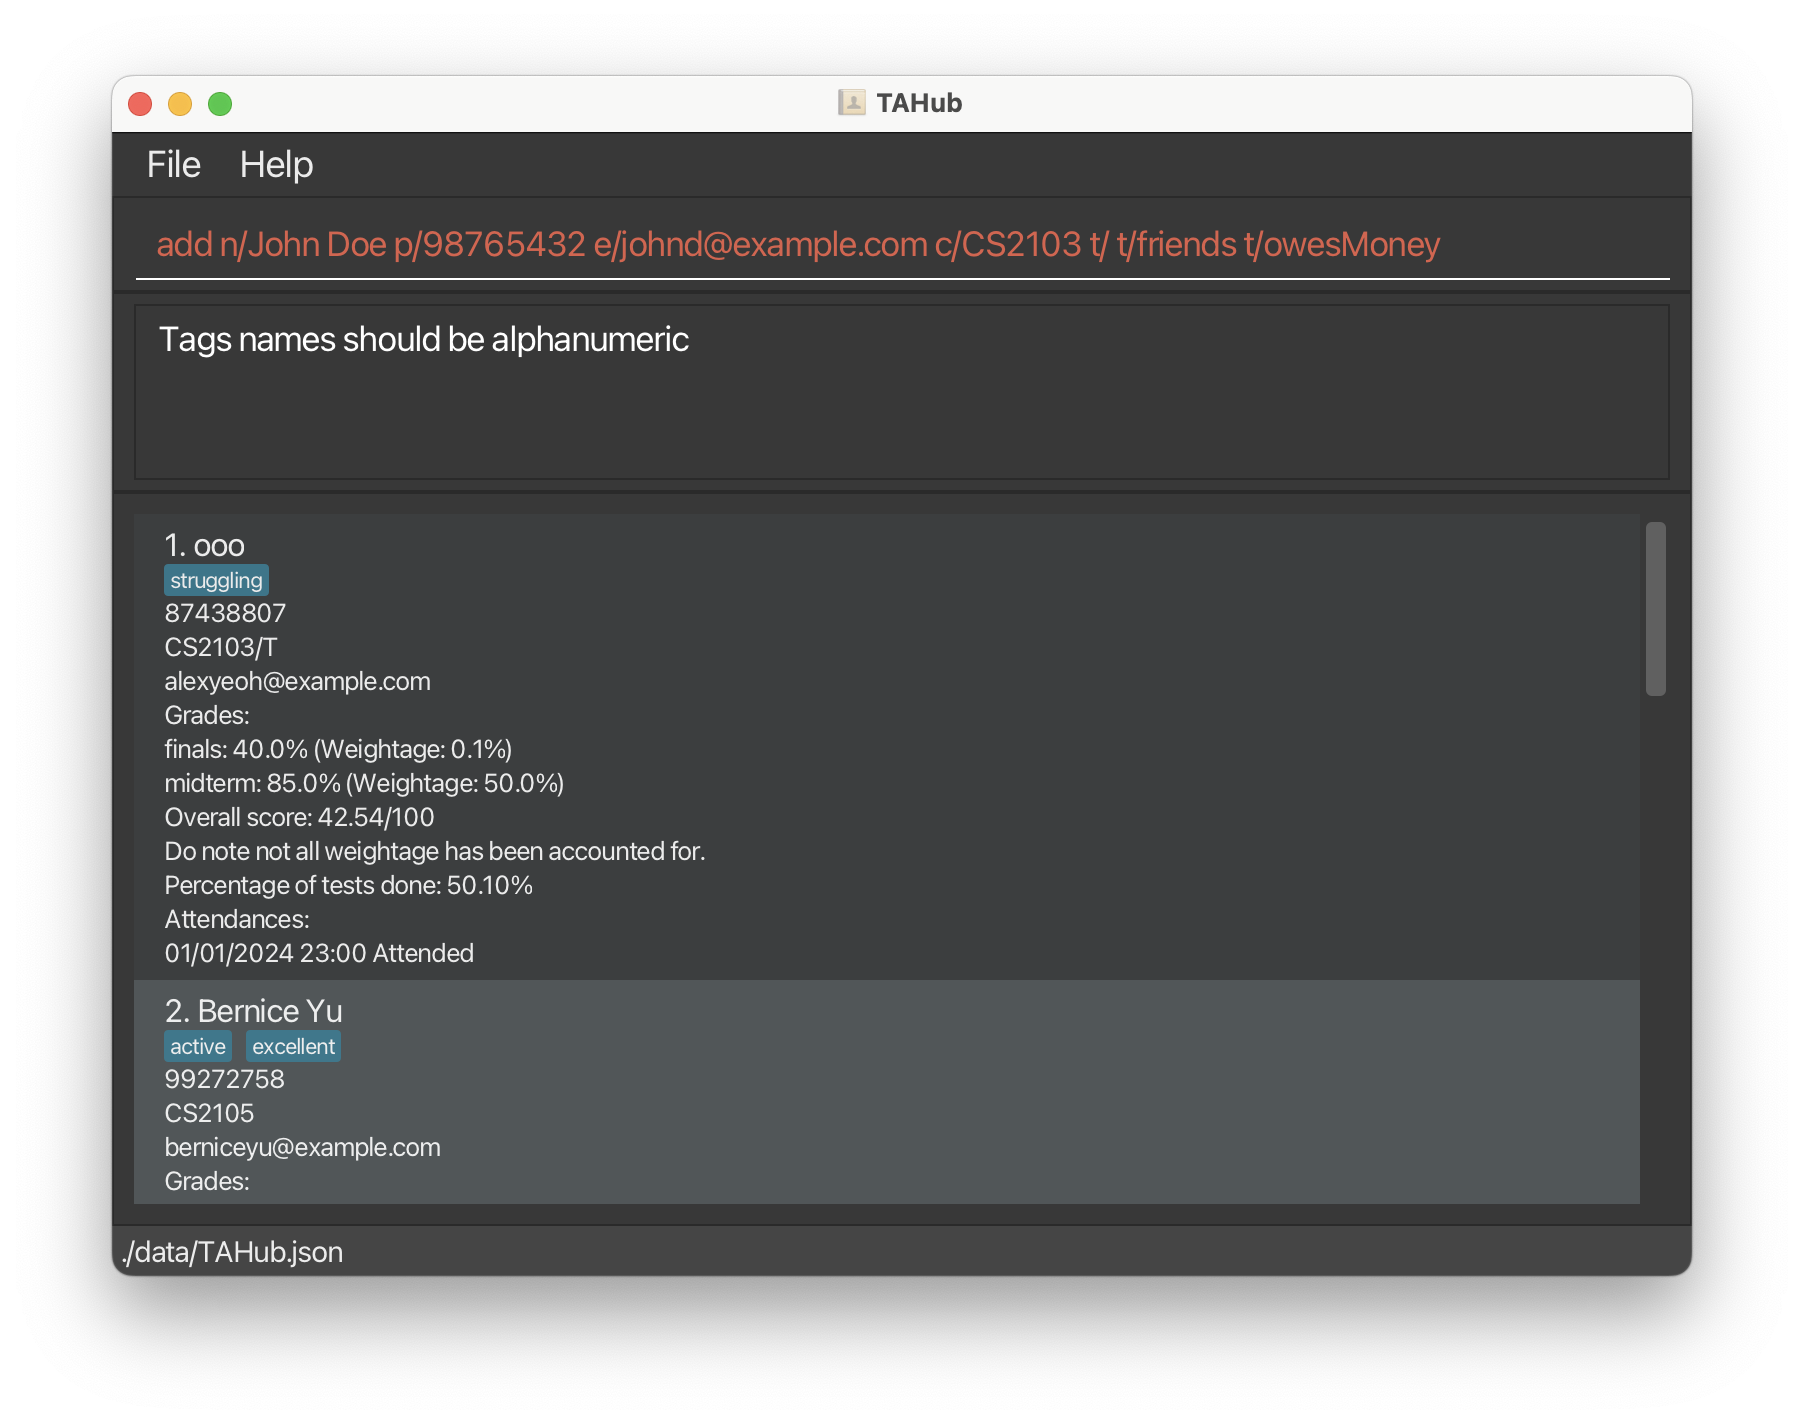 TAHub
File Help
add n/John Doe p/98765432 e/johnd@example.com c/CS2103 t/ t/friends t/owesMoney
Tags names should be alphanumeric
1. ooo
struggling
87438807
CS2103/T
alexyeoh@example.com
Grades:
finals: 40.0% (Weightage: 0.1%)
midterm: 85.0% (Weightage: 50.0%)
Overall score: 42.54/100
Do note not all weightage has been accounted for.
Percentage of tests done: 50.10%
Attendances:
01/01/2024 23:00 Attended
2. Bernice Yu
active excellent
99272758
CS2105
berniceyu@example.com
Grades:
./data/TAHub.json